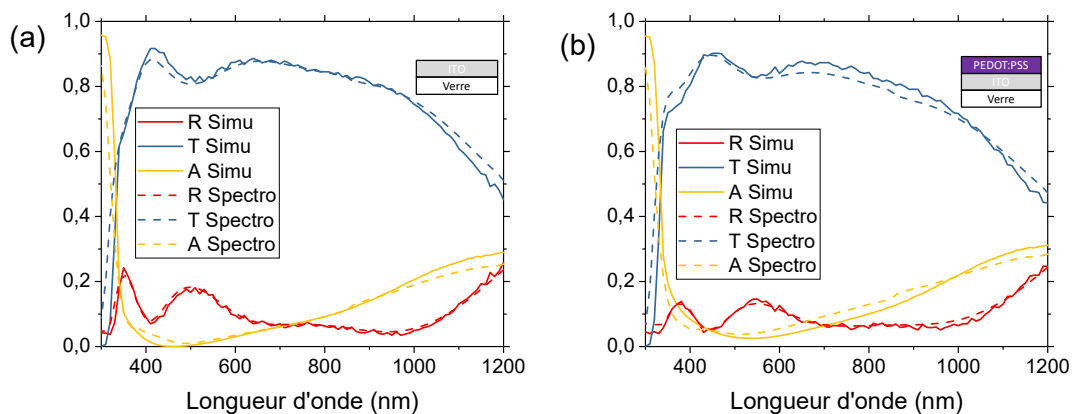 (a)
1,0
0,8
0,6
0,4
0,2
0,0
400 600 800 1000 1200
Longueur d'onde (nm)
ITO
Verre
R Simu
T Simu
A Simu
R Spectro
T Spectro
A Spectro
(b)
1,0
0,8
0,6
0,4
0,2
0,0
400 600 800 1000 1200
Longueur d'onde (nm)
PEDOT:PSS
ITO
Verre
R Simu
T Simu
A Simu
R Spectro
T Spectro
A Spectro